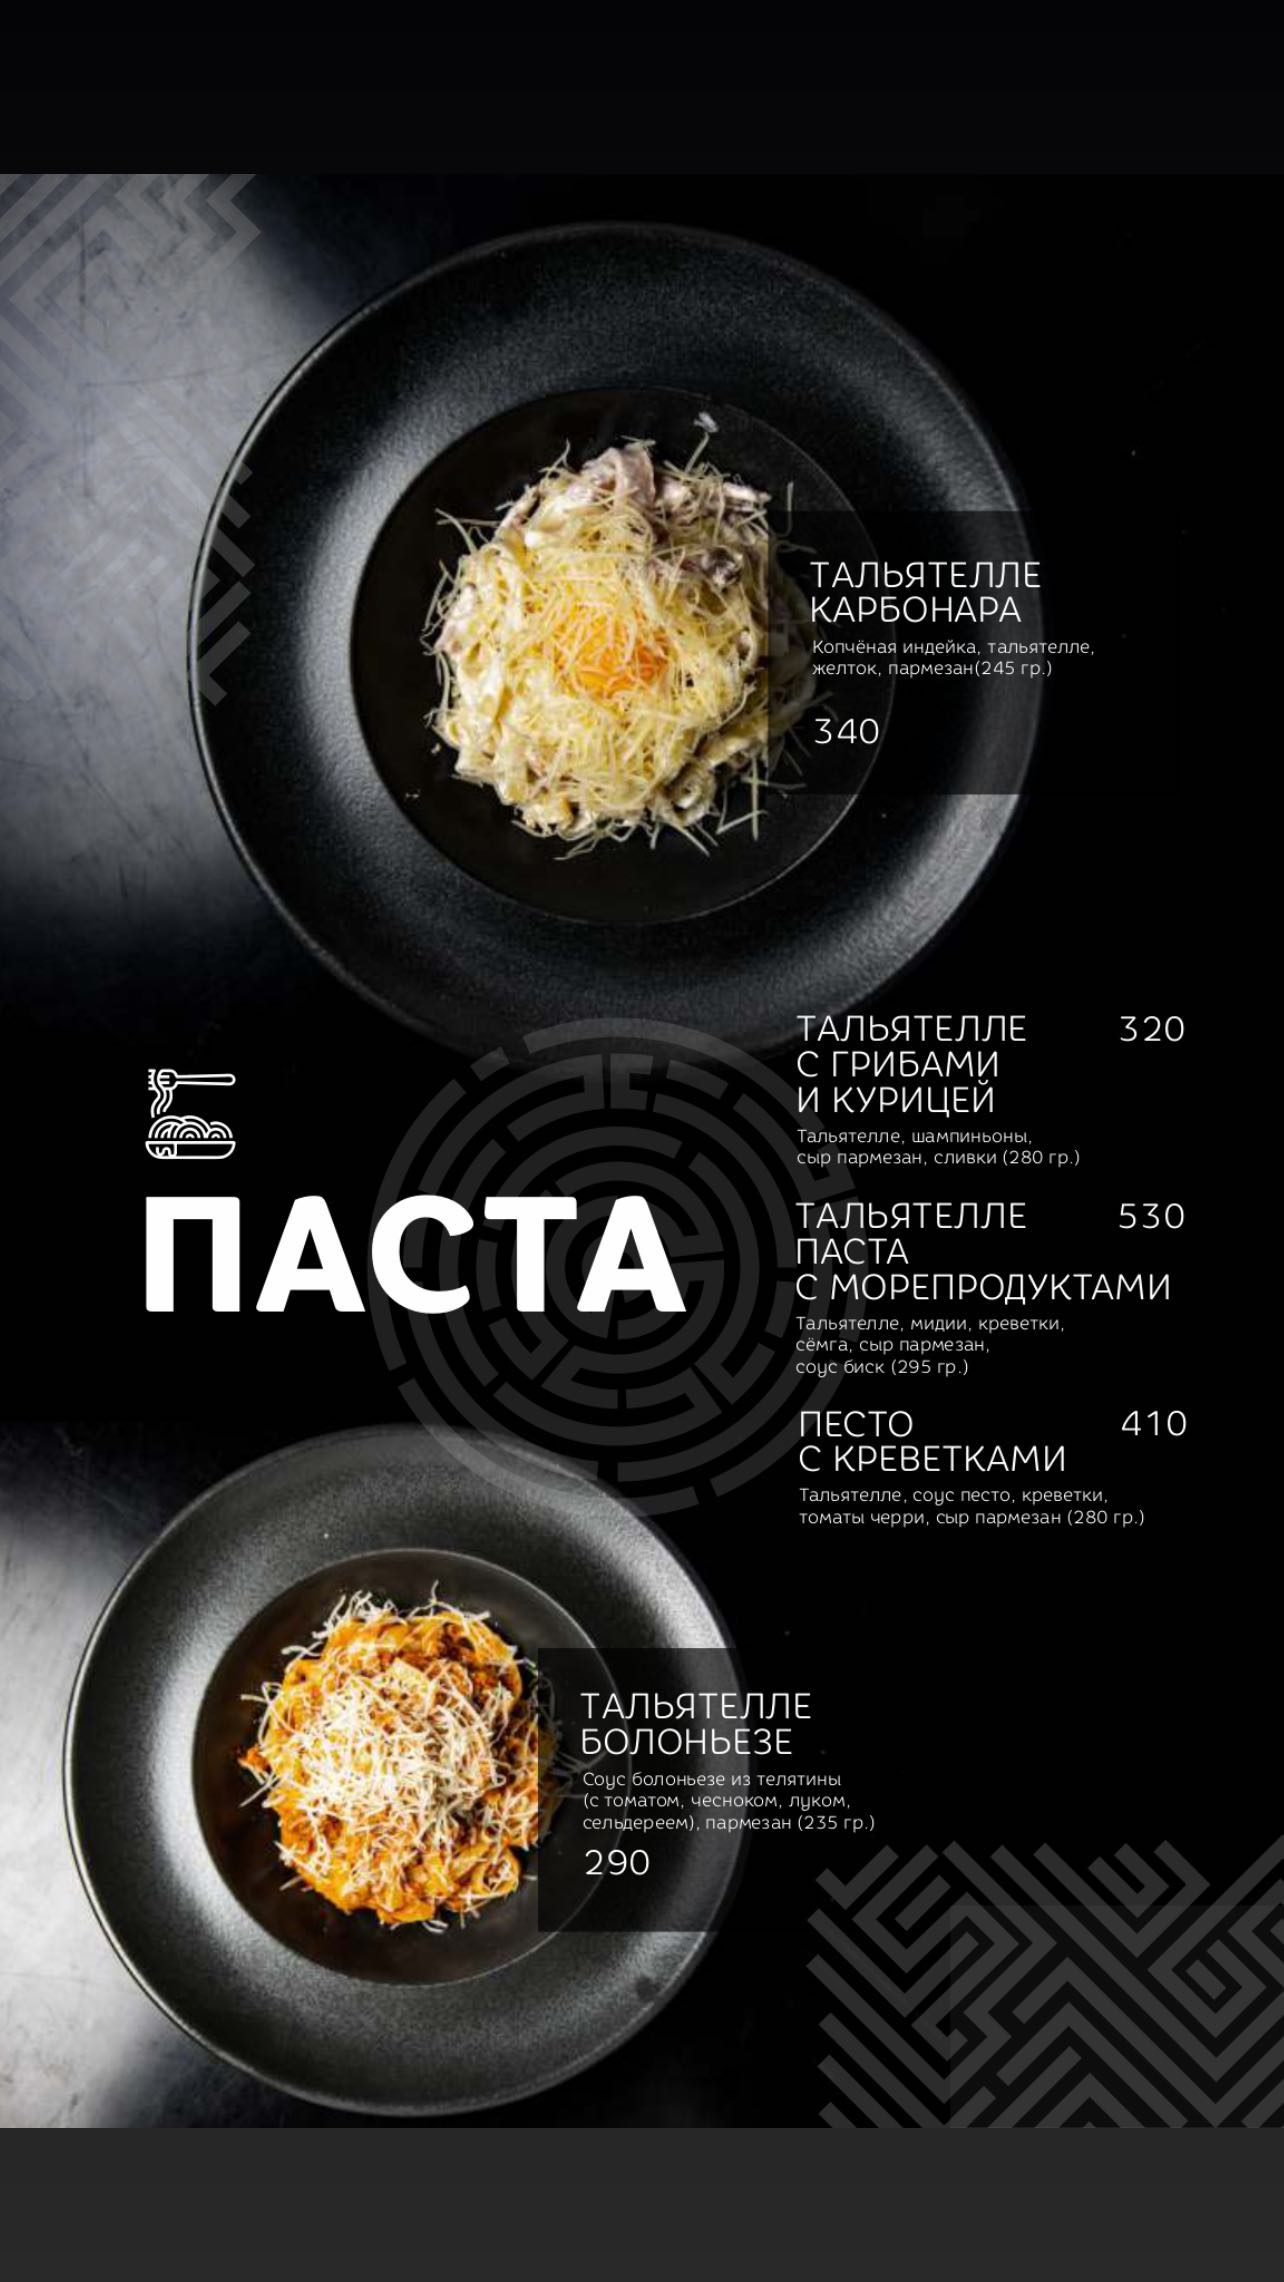 ТАЛЬЯТЕЛЛЕ
КАРБОНАРА
Копчёная индейка, тальятелле,
желток, пармезан(245 гр.)
340
ТАЛЬЯТЕЛЛЕ 320
С ГРИБАМИ
И КУРИЦЕЙ
Тальятелле, шампиньоны,
сыр пармезан, сливки (280 гр.)
ПАСТА
ТАЛЬЯТЕЛЛЕ 530
ПАСТА
С МОРЕПРОДУКТАМИ
Тальятелле, мидии, креветки,
сёмга, сыр пармезан,
соус биск (295 гр.)
ПЕСТО 410
С КРЕВЕТКАМИ
Тальятелле, соус песто, креветки,
томаты черри, сыр пармезан (280 гр.)
ТАЛЬЯТЕЛЛЕ
БОЛОНЬЕЗЕ
Соус болоньезе из телятины
(с томатом, чесноком, луком,
сельдереем), пармезан (235 гр.)
290